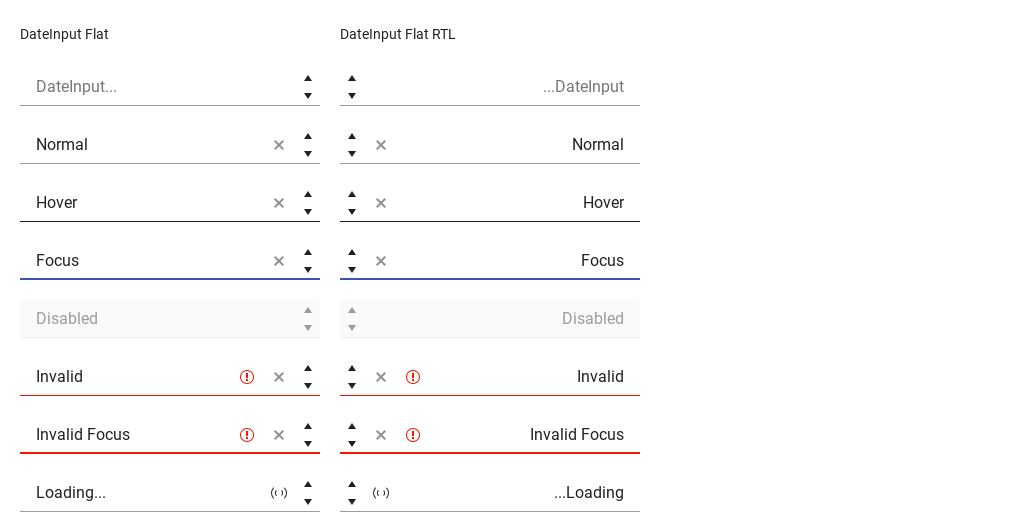 DateInput Flat
DateInput Flat RTL
DateInput...
...DateInput
Normal
Normal
Hover
Hover
Focus
Focus
Disabled
Disabled
Invalid
Invalid
Invalid Focus
Invalid Focus
Loading...
...Loading